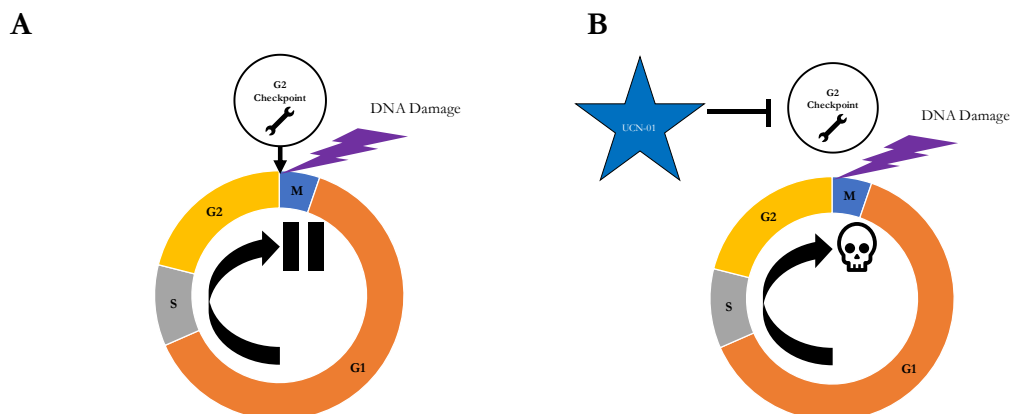 A
G2
Checkpoint
DNA Damage
M
G2
S
G1
B
UCN-01
G2
Checkpoint
DNA Damage
M
G2
S
G1